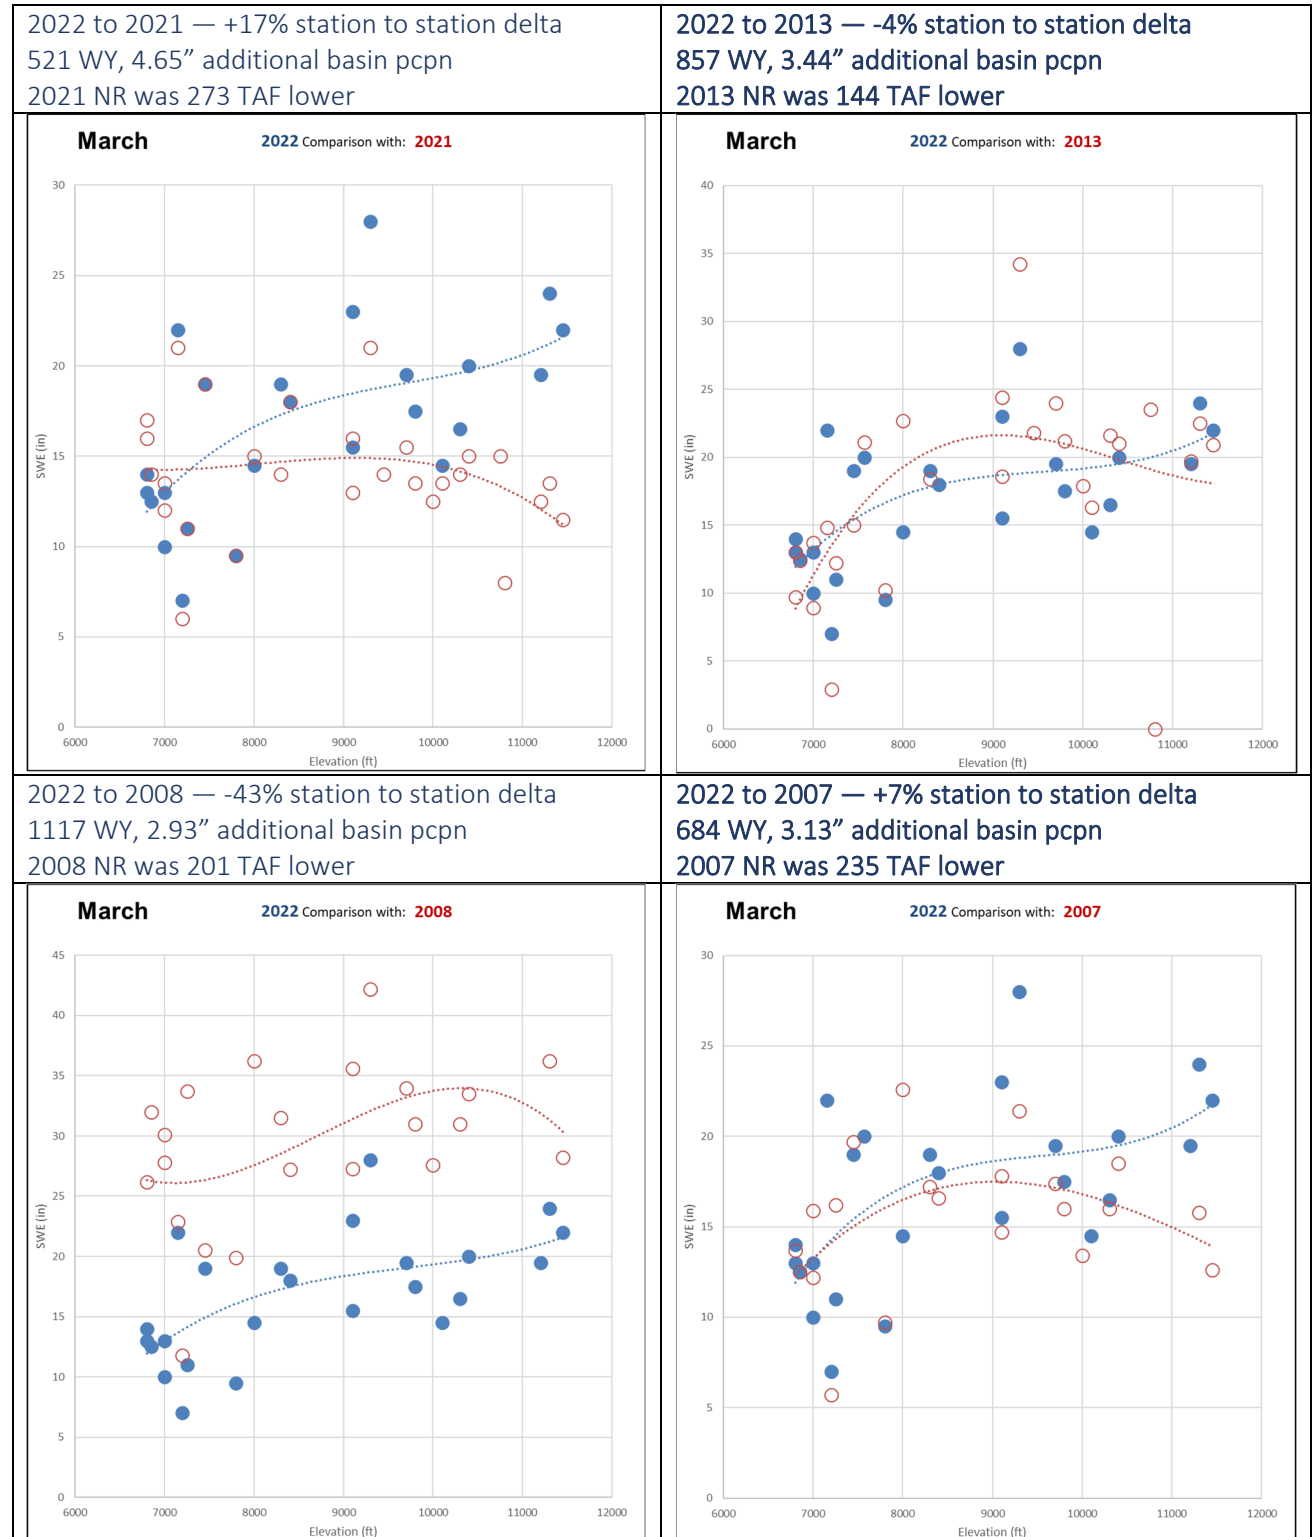 2022 to 2021 — +17% station to station delta
521 WY, 4.65” additional basin pcpn
2021 NR was 273 TAF lower
2022 to 2013 — -4% station to station delta
857 WY, 3.44” additional basin pcpn
2013 NR was 144 TAF lower
March
2022 Comparison with: 2021
30
25
20
15
10
5
0
SWE (in)
6000 7000 8000 9000 10000 11000 12000
Elevation (ft)
March
2022 Comparison with: 2013
40
35
30
25
20
15
10
5
0
SWE (in)
6000 7000 8000 9000 10000 11000 12000
Elevation (ft)
2022 to 2008 — -43% station to station delta
1117 WY, 2.93” additional basin pcpn
2008 NR was 201 TAF lower
2022 to 2007 — +7% station to station delta
684 WY, 3.13” additional basin pcpn
2007 NR was 235 TAF lower
March
2022 Comparison with: 2008
45
40
35
30
25
20
15
10
5
0
SWE (in)
6000 7000 8000 9000 10000 11000 12000
Elevation (ft)
March
2022 Comparison with: 2007
30
25
20
15
10
5
0
SWE (in)
6000 7000 8000 9000 10000 11000 12000
Elevation (ft)